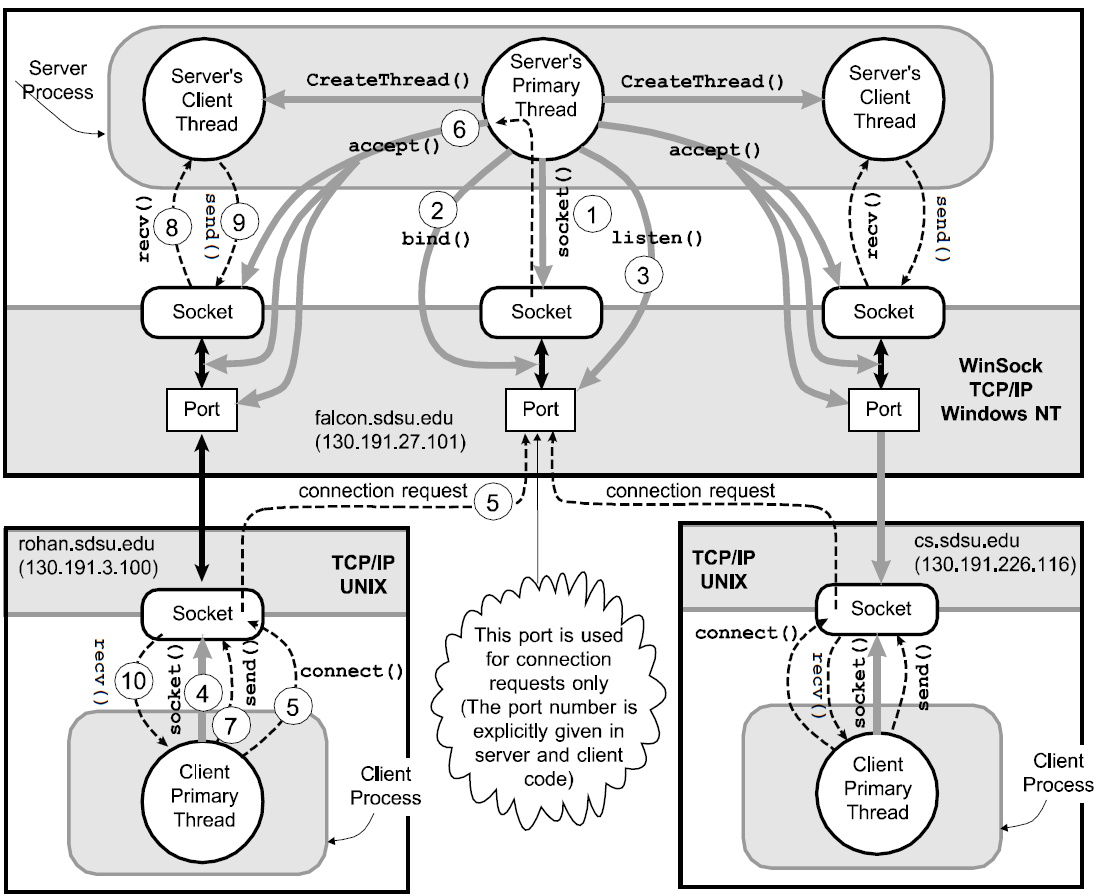 Server
Process
Server's
Client
Thread
CreateThread()
Server's
Primary
Thread
CreateThread()
Server's
Client
Thread
6
accept()
accept()
recv()
8
send()
9
2
bind()
socket()
1
listen()
3
recv()
send()
Socket
Socket
Socket
Port
Port
Port
falcon.sdsu.edu
(130.191.27.101)
WinSock
TCP/IP
Windows NT
connection request
5
connection request
rohan.sdsu.edu
(130.191.3.100)
TCP/IP
UNIX
Socket
recv()
10
socket()
4
7
send()
5
connect()
Client
Primary
Thread
Client
Process
This port is used
for connection
requests only
(The port number is
explicitly given in
server and client
code)
TCP/IP
UNIX
cs.sdsu.edu
(130.191.226.116)
Socket
connect()
recv()
socket()
send()
Client
Primary
Thread
Client
Process